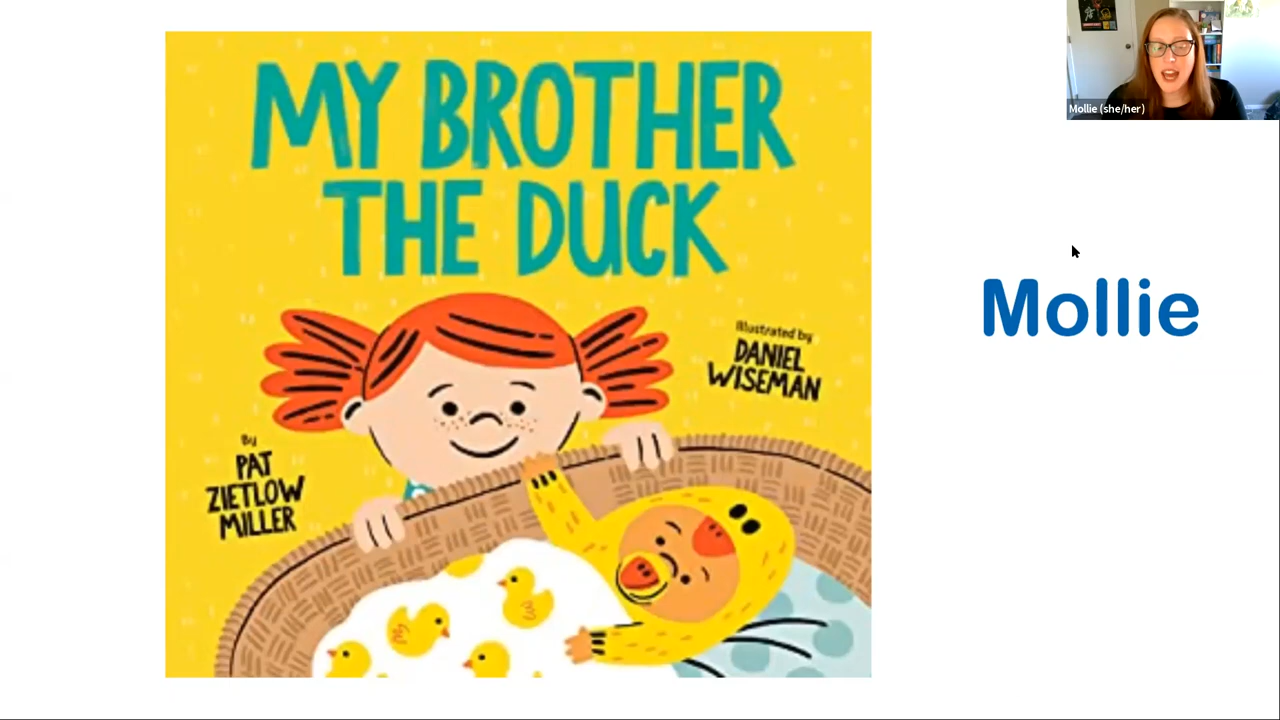 MY BROTHER
THE DUCK
Illustrated by
DANIEL
WISEMAN
By
PAT
ZIETLOW
MILLER
Mollie
Mollie (she/her)